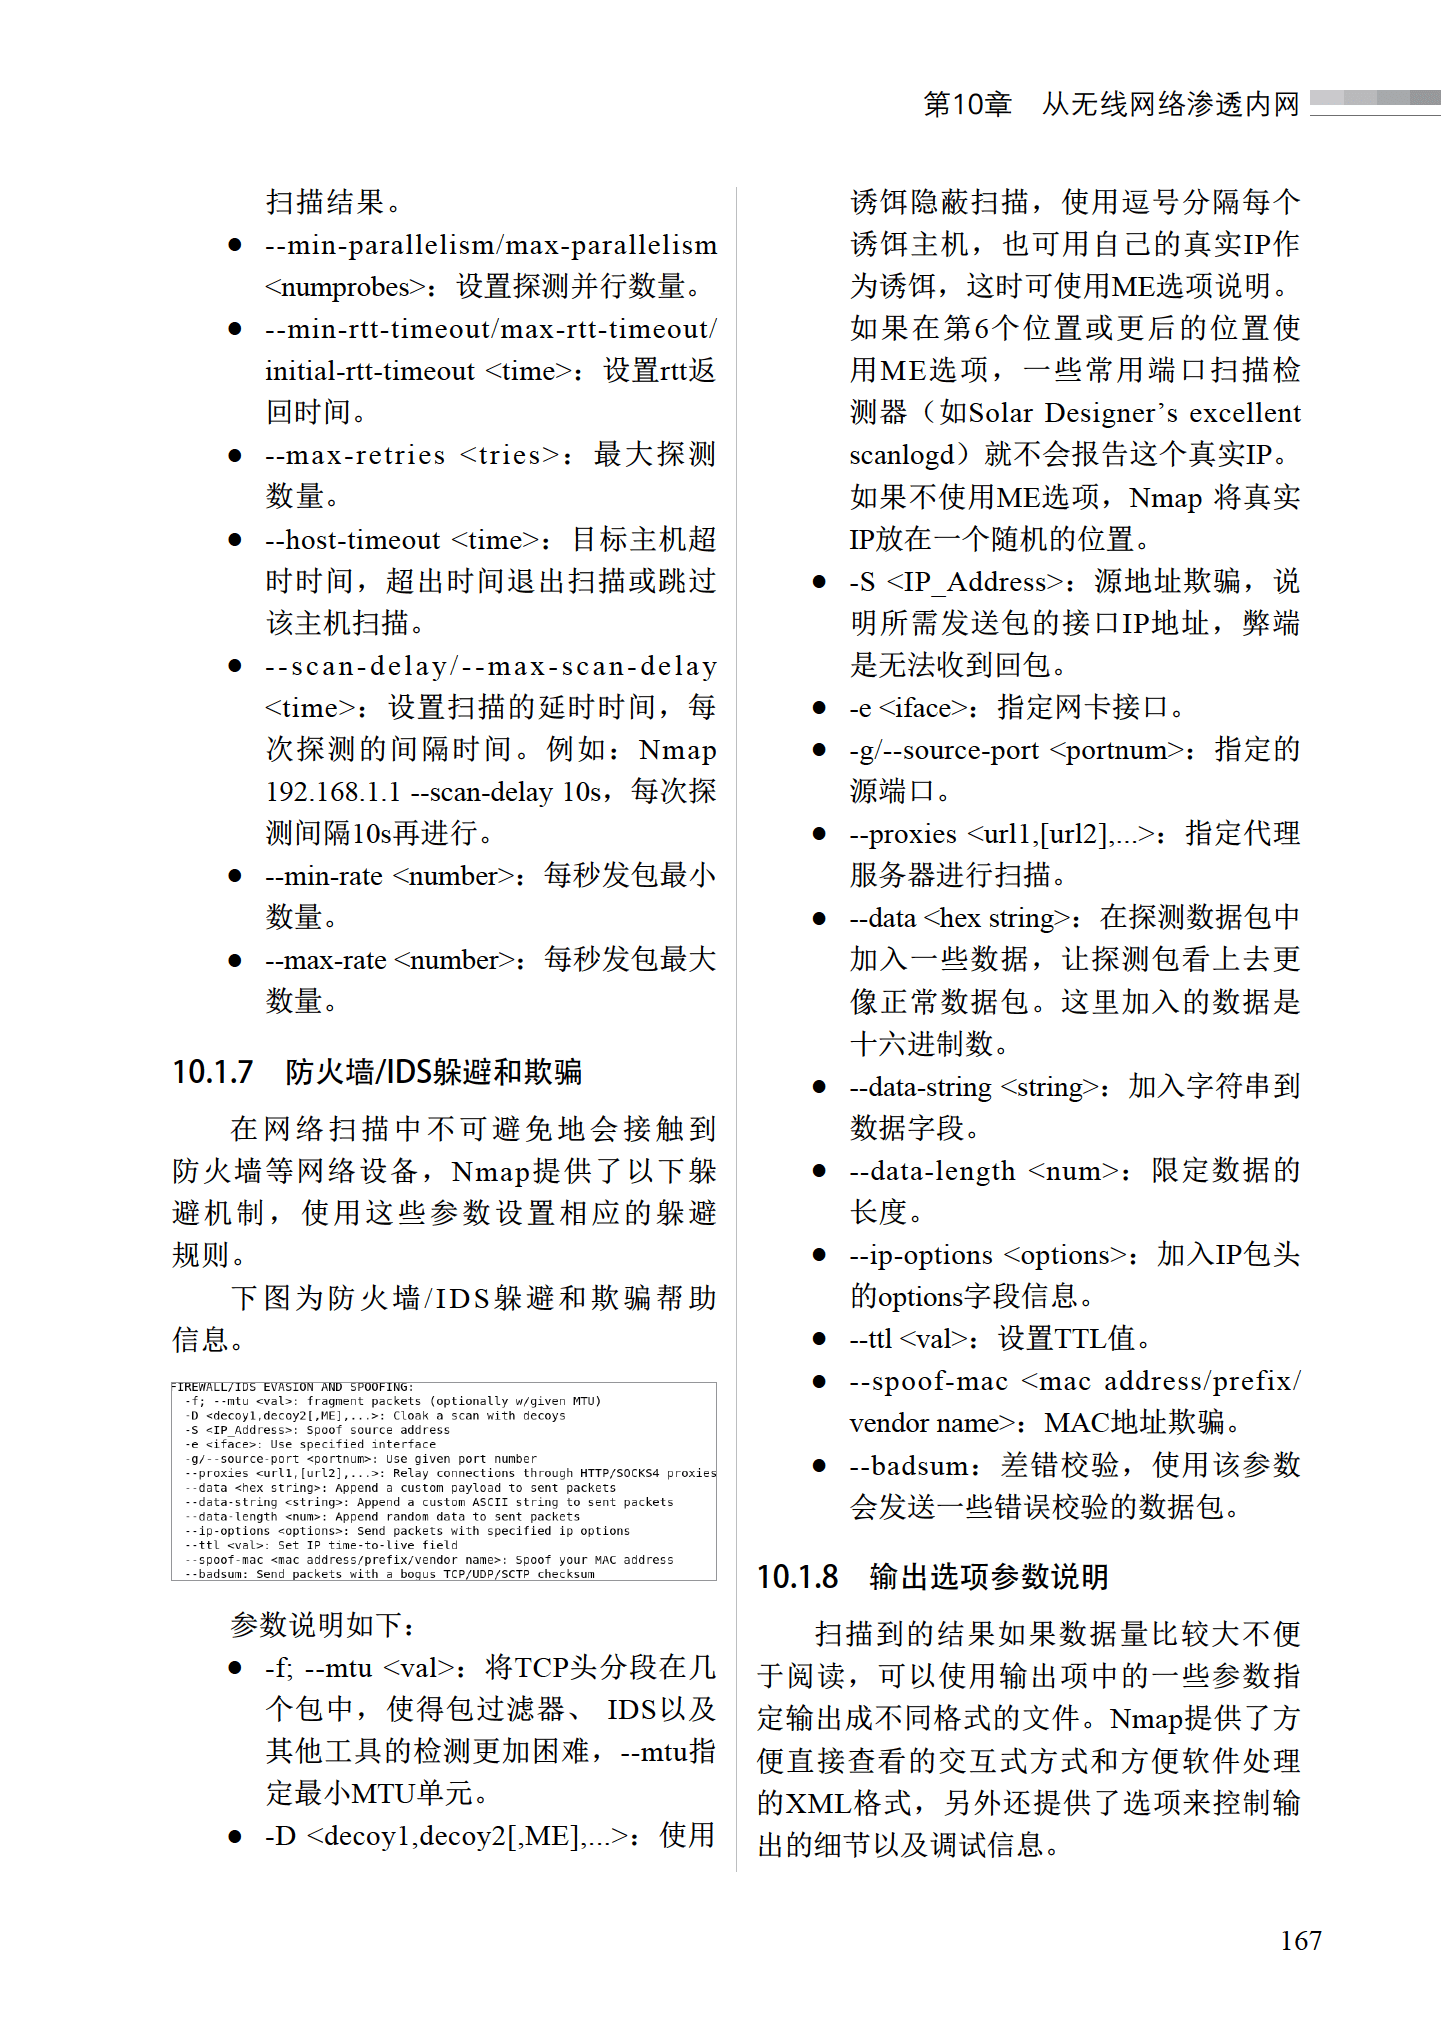 第10章　从无线网络渗透内网
扫描结果。
● --min-parallelism/max-parallelism
<numprobes>：设置探测并行数量。
● --min-rtt-timeout/max-rtt-timeout/
initial-rtt-timeout <time>：设置rtt返
回时间。
● --max-retries <tries>：最大探测
数量。
● --host-timeout <time>：目标主机超
时时间，超出时间退出扫描或跳过
该主机扫描。
● --scan-delay/--max-scan-delay
<time>：设置扫描的延时时间，每
次探测的间隔时间。例如：Nmap
192.168.1.1 --scan-delay 10s，每次探
测间隔10s再进行。
● --min-rate <number>：每秒发包最小
数量。
● --max-rate <number>：每秒发包最大
数量。
10.1.7　防火墙/IDS躲避和欺骗
在网络扫描中不可避免地会接触到
防火墙等网络设备，Nmap提供了以下躲
避机制，使用这些参数设置相应的躲避
规则。
下图为防火墙/IDS躲避和欺骗帮助
信息。
FIREWALL/IDS EVASION AND SPOOFING:
-f; --mtu <val>: fragment packets (optionally w/given MTU)
-D <decoy1,decoy2[,ME],...>: Cloak a scan with decoys
-S <IP_Address>: Spoof source address
-e <iface>: Use specified interface
-g/--source-port <portnum>: Use given port number
--proxies <url1,[url2],...>: Relay connections through HTTP/SOCKS4 proxies
--data <hex string>: Append a custom payload to sent packets
--data-string <string>: Append a custom ASCII string to sent packets
--data-length <num>: Append random data to sent packets
--ip-options <options>: Send packets with specified ip options
--ttl <val>: Set IP time-to-live field
--spoof-mac <mac address/prefix/vendor name>: Spoof your MAC address
--badsum: Send packets with a bogus TCP/UDP/SCTP checksum
参数说明如下：
● -f; --mtu <val>：将TCP头分段在几
个包中，使得包过滤器、 IDS以及
其他工具的检测更加困难，--mtu指
定最小MTU单元。
● -D <decoy1,decoy2[,ME],...>：使用
诱饵隐蔽扫描，使用逗号分隔每个
诱饵主机，也可用自己的真实IP作
为诱饵，这时可使用ME选项说明。
如果在第6个位置或更后的位置使
用ME选项，一些常用端口扫描检
测器（如Solar Designer’s excellent
scanlogd）就不会报告这个真实IP。
如果不使用ME选项，Nmap 将真实
IP放在一个随机的位置。
● -S <IP_Address>：源地址欺骗，说
明所需发送包的接口IP地址，弊端
是无法收到回包。
● -e <iface>：指定网卡接口。
● -g/--source-port <portnum>：指定的
源端口。
● --proxies <url1,[url2],...>：指定代理
服务器进行扫描。
● --data <hex string>：在探测数据包中
加入一些数据，让探测包看上去更
像正常数据包。这里加入的数据是
十六进制数。
● --data-string <string>：加入字符串到
数据字段。
● --data-length <num>：限定数据的
长度。
● --ip-options <options>：加入IP包头
的options字段信息。
● --ttl <val>：设置TTL值。
● --spoof-mac <mac address/prefix/
vendor name>：MAC地址欺骗。
● --badsum：差错校验，使用该参数
会发送一些错误校验的数据包。
10.1.8　输出选项参数说明
扫描到的结果如果数据量比较大不便
于阅读，可以使用输出项中的一些参数指
定输出成不同格式的文件。Nmap提供了方
便直接查看的交互式方式和方便软件处理
的XML格式，另外还提供了选项来控制输
出的细节以及调试信息。
167